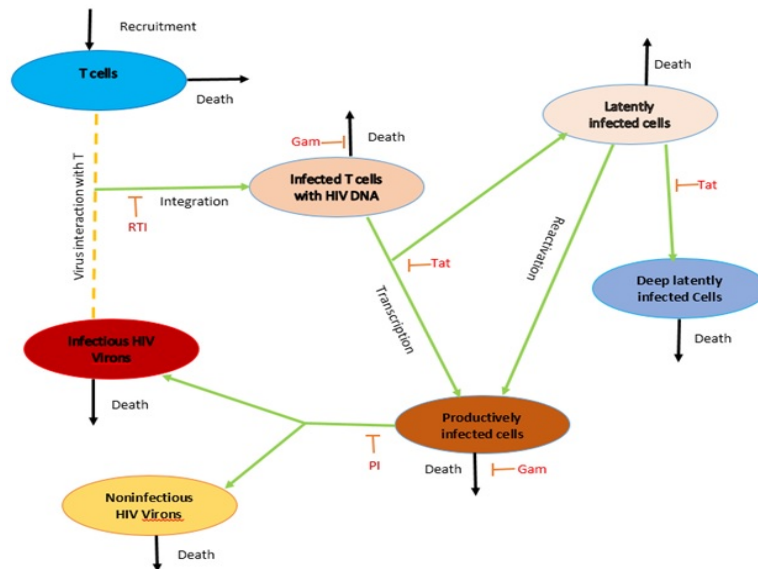 Recruitment
T cells
Death
Virus interaction with T
Gam
Death
Infected T cells
with HIV DNA
Integration
RTI
Death
Latently
infected cells
Tat
Tat
Reactivation
Transcription
Deep latently
infected Cells
Death
Infectious HIV
Virons
Death
Productively
infected cells
PI
Death
Gam
Noninfectious
HIV Virons
Death